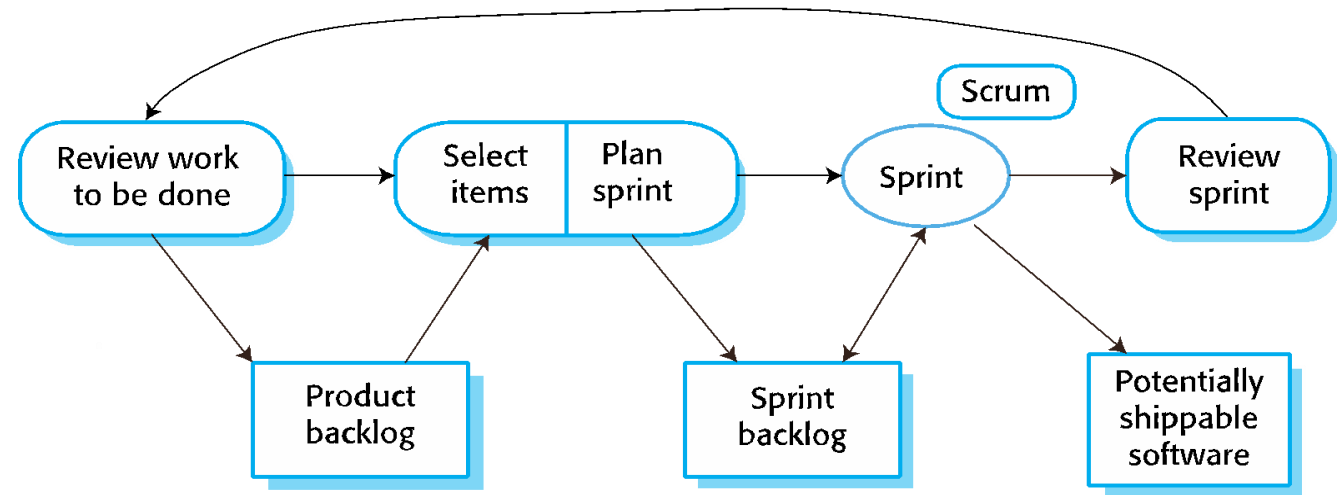 Scrum
Review work
to be done
Select
items
Plan
sprint
Sprint
Review
sprint
Product
backlog
Sprint
backlog
Potentially
shippable
software